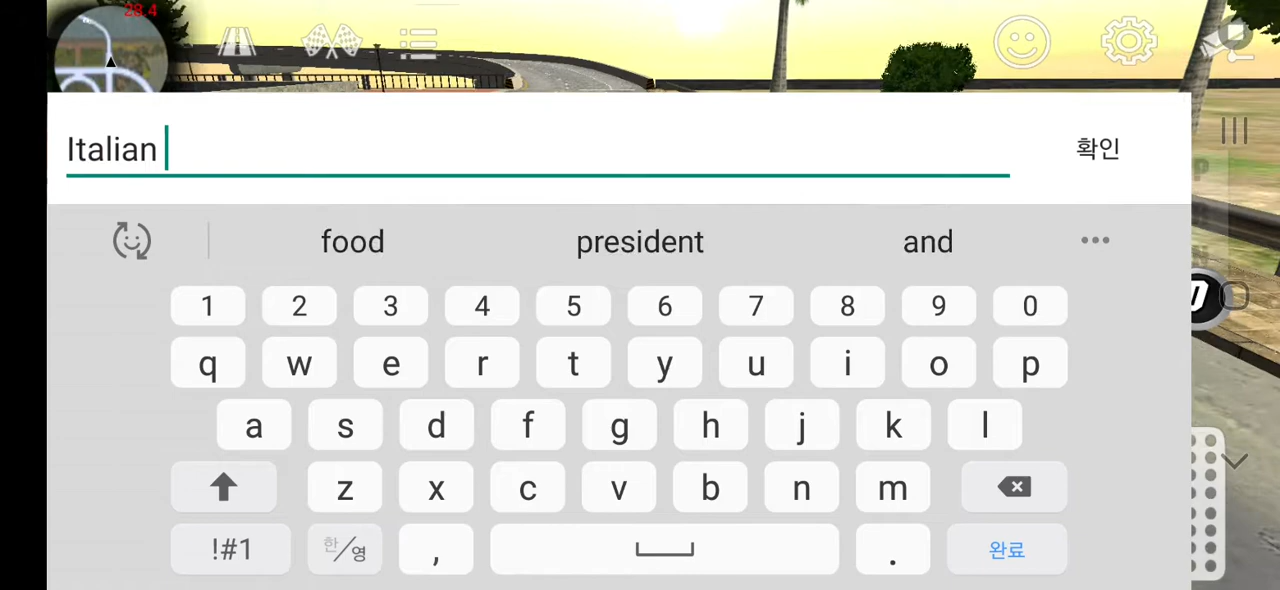 28.4
Italian
확인
food president and
1 2 3 4 5 6 7 8 9 0
q w e r t y u i o p
a s d f g h j k l
z x c v b n m
!#1 한/영 , . 완료